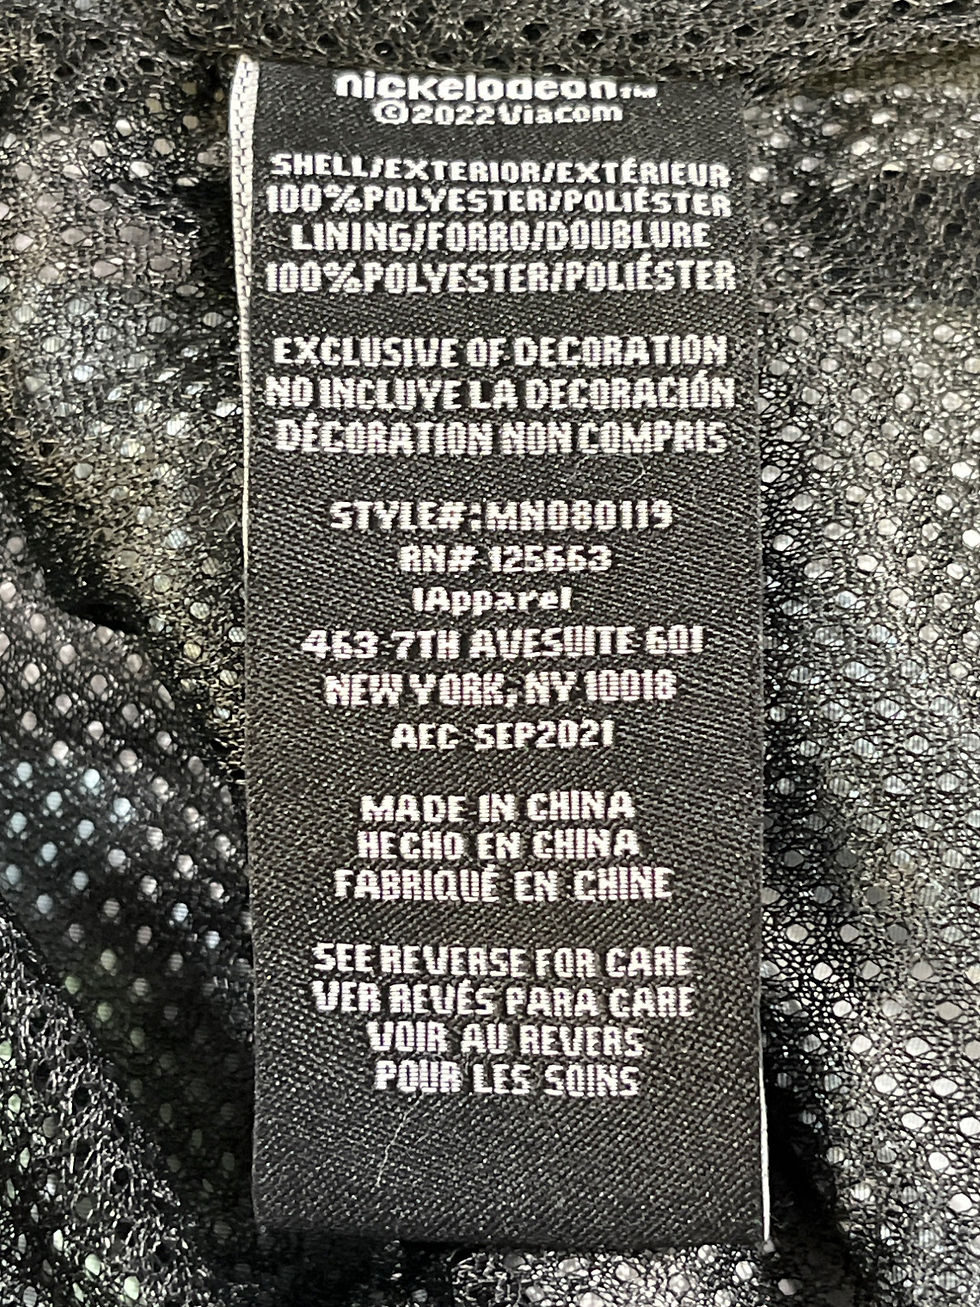 nickelodeon™
©2022 Viacom
SHELL/EXTERIOR/EXTÉRIEUR
100%POLYESTER/POLIÉSTER
LINING/FORRO/DOUBLURE
100%POLYESTER/POLIÉSTER
EXCLUSIVE OF DECORATION
NO INCLUYE LA DECORACIÓN
DÉCORATION NON COMPRIS
STYLE#:MN080119
RN# 125663
IApparel
463 7TH AVESUITE 601
NEW YORK, NY 10018
AEC SEP2021
MADE IN CHINA
HECHO EN CHINA
FABRIQUÉ EN CHINE
SEE REVERSE FOR CARE
VER REVÉS PARA CARE
VOIR AU REVERS
POUR LES SOINS